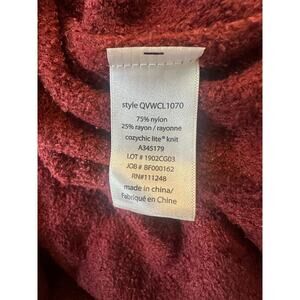 style QVWCL1070
75% nylon
25% rayon / rayonne
cozychic lite® knit
A345179
LOT # 1902CG03
JOB # BF000162
RN#111248
made in china/
Fabriqué en Chine